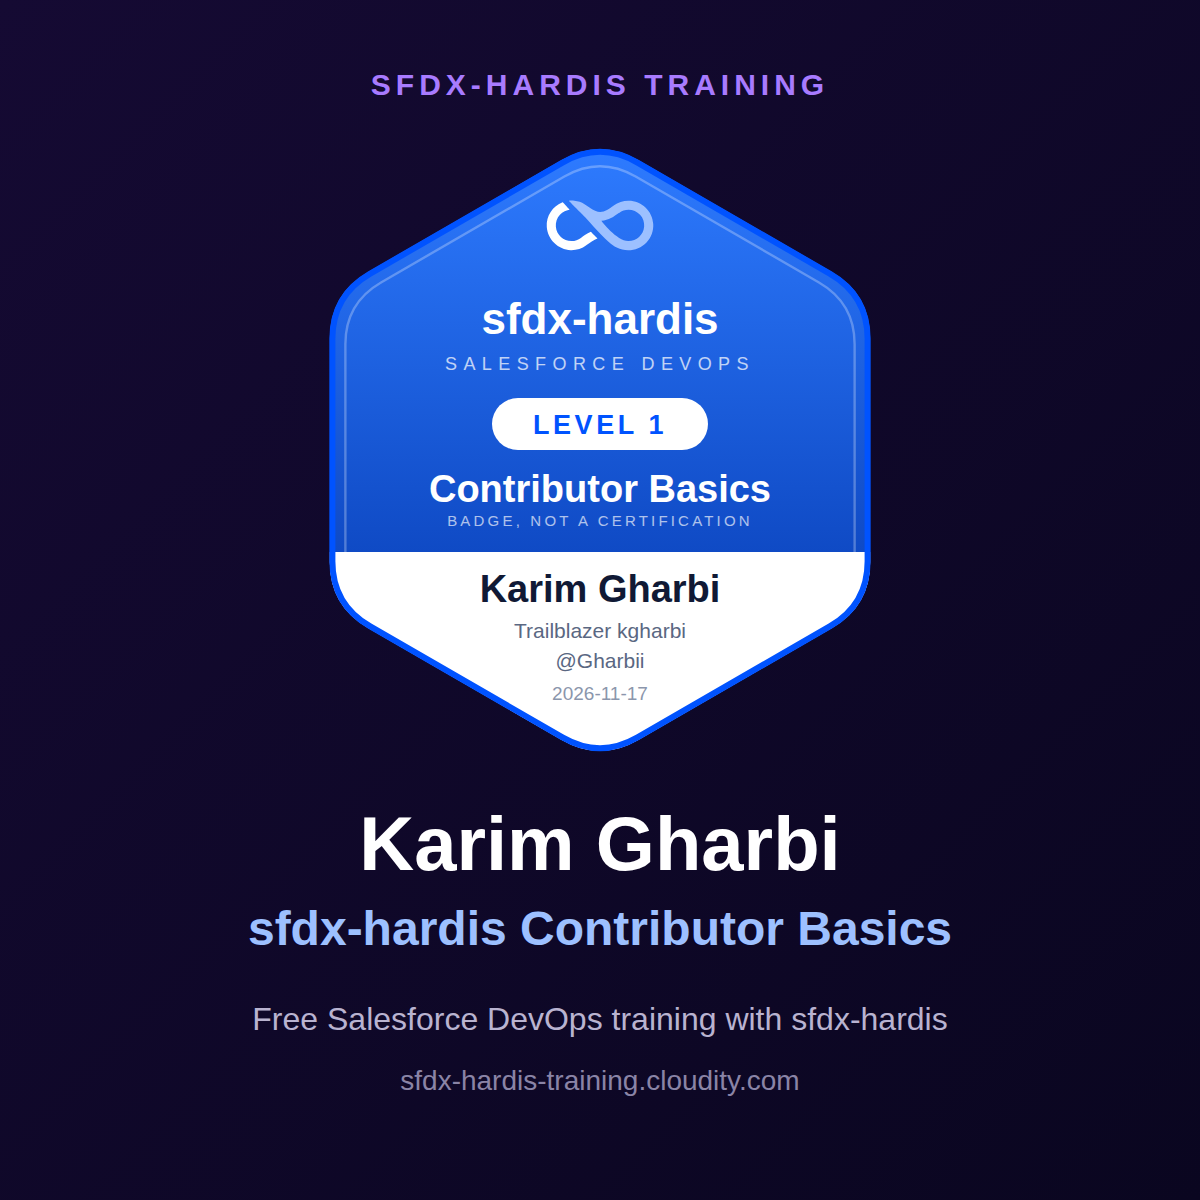 SFDX-HARDIS TRAINING
sfdx-hardis
SALESFORCE DEVOPS
LEVEL 1
Contributor Basics
BADGE, NOT A CERTIFICATION
Karim Gharbi
Trailblazer kgharbi
@Gharbii
2026-11-17
Karim Gharbi
sfdx-hardis Contributor Basics
Free Salesforce DevOps training with sfdx-hardis
sfdx-hardis-training.cloudity.com